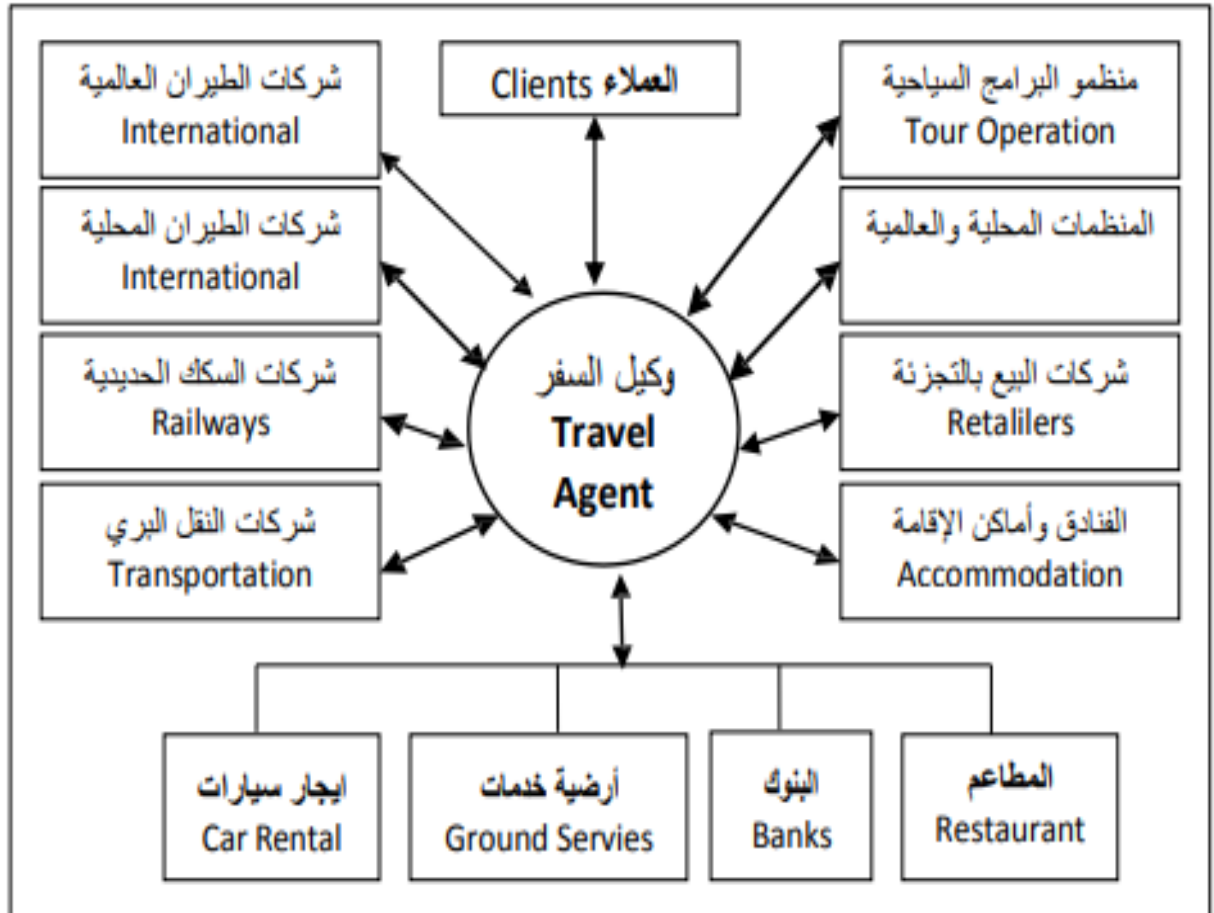 شركات الطيران العالمية
International
العملاء Clients
منظمو البرامج السياحية
Tour Operation
شركات الطيران المحلية
International
المنظمات المحلية والعالمية
شركات السكك الحديدية
Railways
وكيل السفر
Travel
Agent
شركات البيع بالتجزئة
Retalilers
شركات النقل البري
Transportation
الفنادق وأماكن الإقامة
Accommodation
ايجار سيارات
Car Rental
أرضية خدمات
Ground Servies
البنوك
Banks
المطاعم
Restaurant